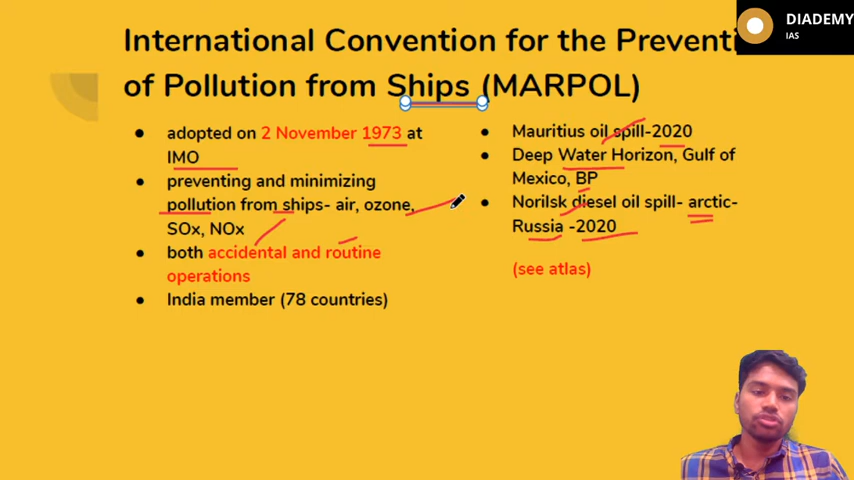 International Convention for the
of Pollution from Ships (MARPOL)
DIADEMY
IAS
adopted on 2 November 1973 at
IMO
preventing and minimizing
pollution from ships- air, ozone,
SOx, NOx
both accidental and routine
operations
India member (78 countries)
Mauritius oil spill-2020
Deep Water Horizon, Gulf of
Mexico, BP
Norilsk diesel oil spill- arctic-
Russia -2020
(see atlas)